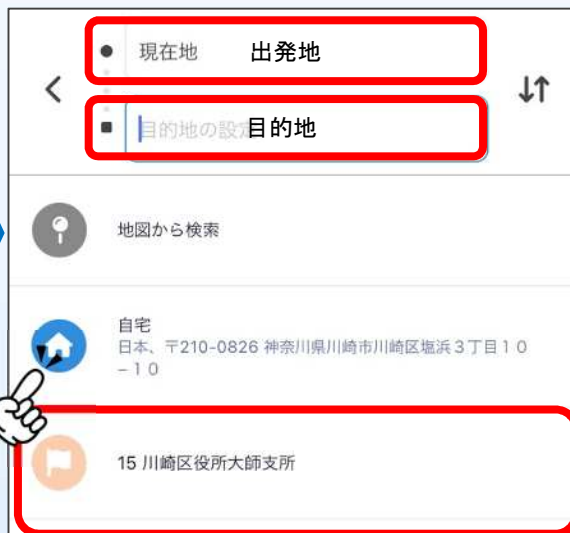 現在地 出発地
目的地の設定 目的地
地図から検索
自宅
日本、〒210-0826 神奈川県川崎市川崎区塩浜３丁目１０
－１０
15 川崎区役所大師支所